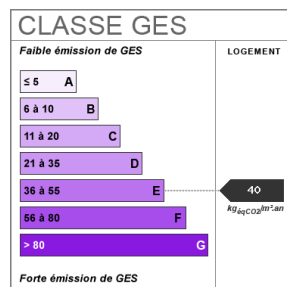 CLASSE GES
Faible émission de GES
LOGEMENT
≤ 5 A
6 à 10 B
11 à 20 C
21 à 35 D
36 à 55 E
40
kgéqCO2/m².an
56 à 80 F
> 80 G
Forte émission de GES